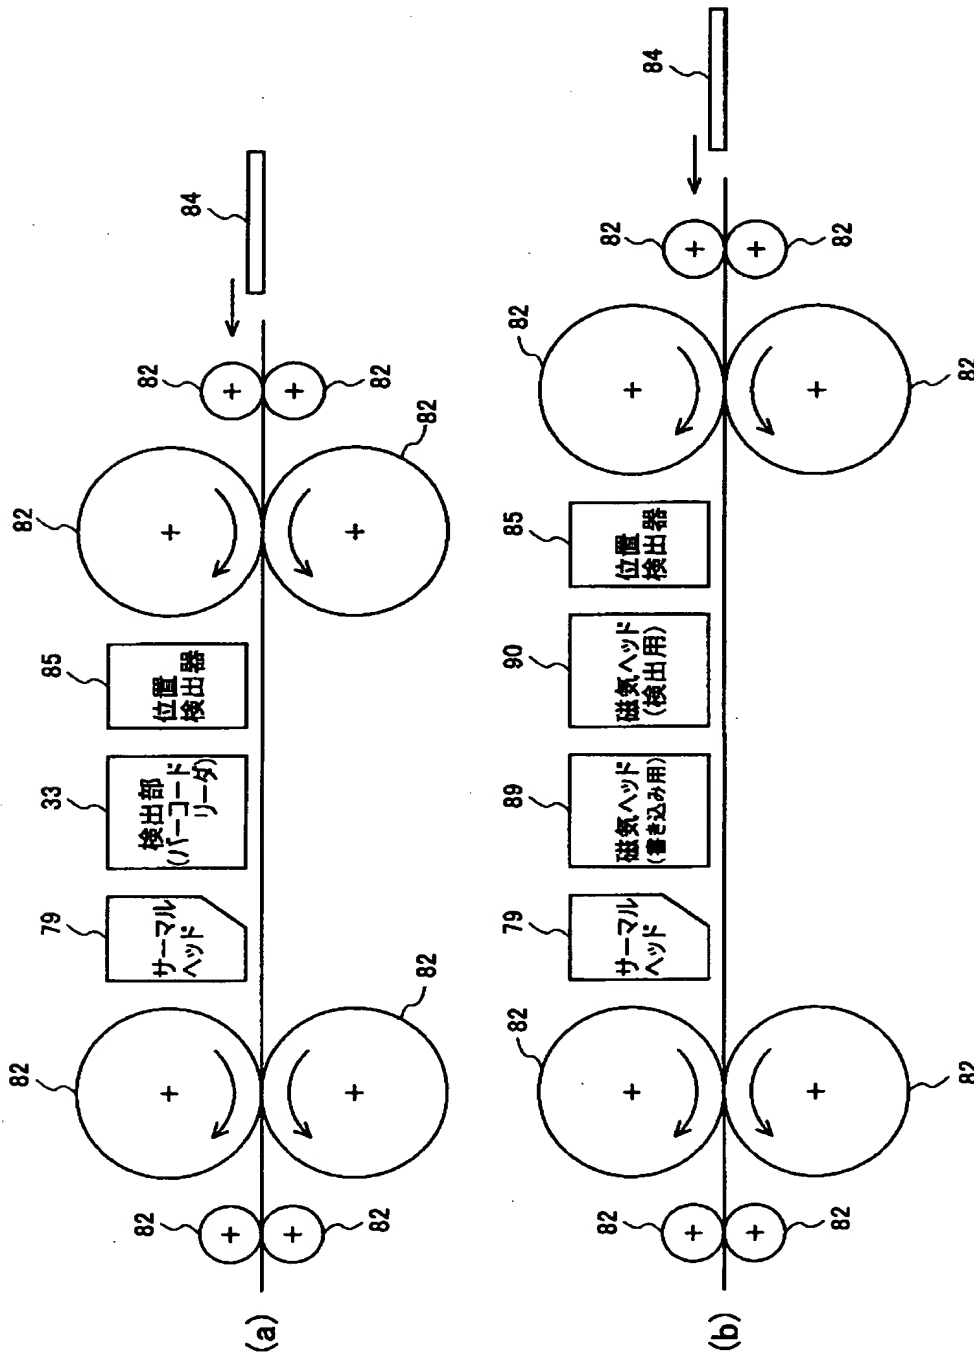 82
79
33
85
82
82
82
84
サーマル
ヘッド
検出部
(バーコード
リーダ)
位置
検出器
(a)
82
82
82
82
82
79
89
90
85
82
82
82
84
サーマル
ヘッド
磁気ヘッド
(書き込み用)
磁気ヘッド
(検出用)
位置
検出器
(b)
82
82
82
82